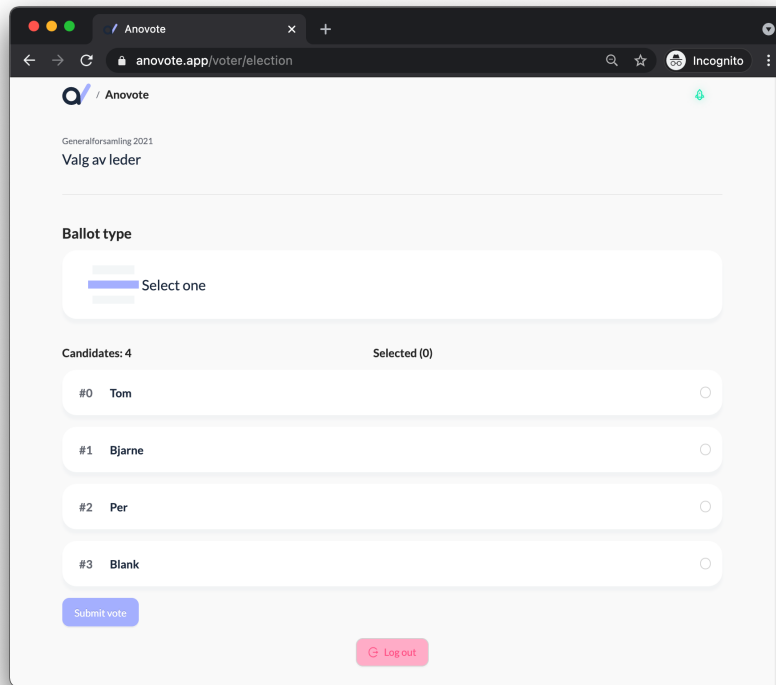 Anovote
anovote.app/voter/election
Incognito
/ Anovote
Generalforsamling 2021
Valg av leder
Ballot type
Select one
Candidates: 4
Selected (0)
#0 Tom
#1 Bjarne
#2 Per
#3 Blank
Submit vote
Log out